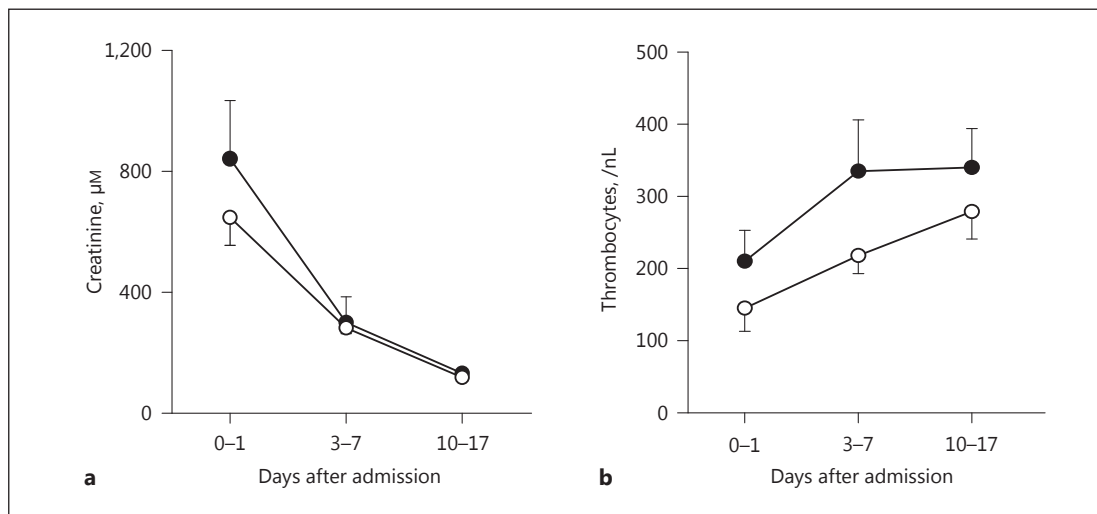 1,200
800
400
0
Creatinine, µM
0–1
3–7
10–17
Days after admission
a
500
400
300
200
100
0
Thrombocytes, /nL
0–1
3–7
10–17
Days after admission
b